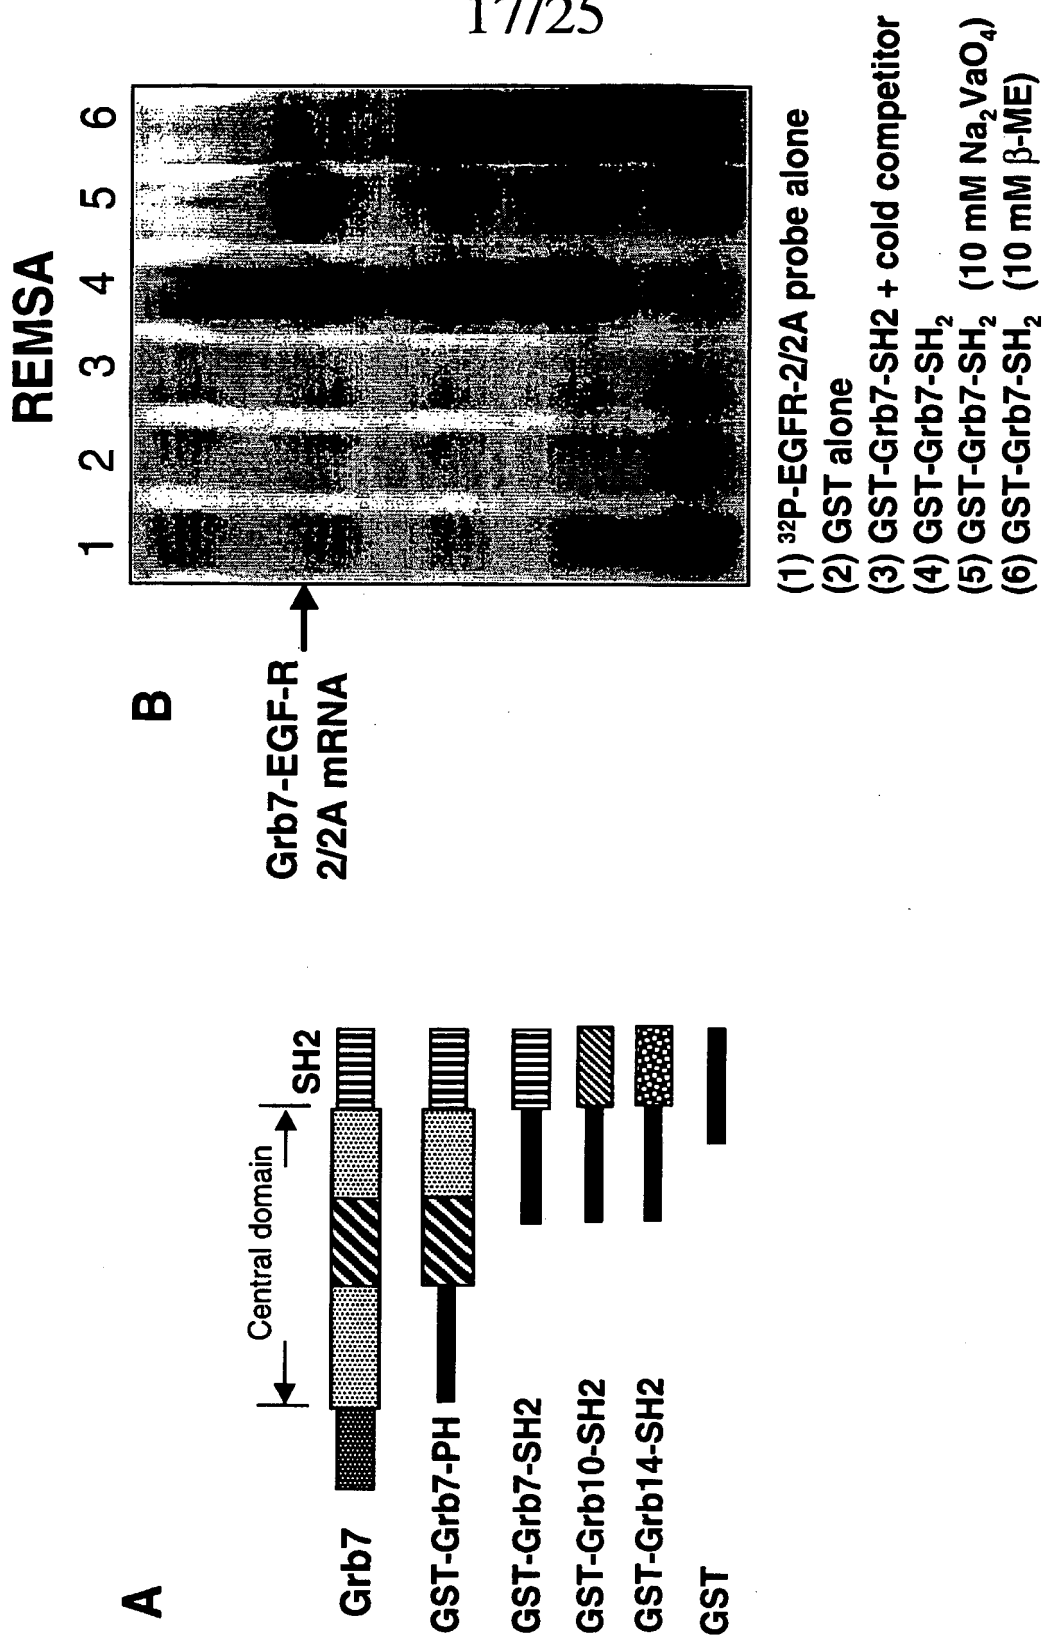 17/25
A
Central domain
SH2
Grb7
GST-Grb7-PH
GST-Grb7-SH2
GST-Grb10-SH2
GST-Grb14-SH2
GST
B
REMSA
1 2 3 4 5 6
Grb7-EGF-R
2/2A mRNA
(1) ³²P-EGFR-2/2A probe alone
(2) GST alone
(3) GST-Grb7-SH2 + cold competitor
(4) GST-Grb7-SH₂
(5) GST-Grb7-SH₂ (10 mM Na₂VaO₄)
(6) GST-Grb7-SH₂ (10 mM β-ME)